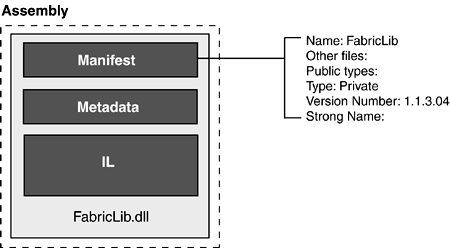 Assembly
Manifest
Metadata
IL
FabricLib.dll
Name: FabricLib
Other files:
Public types:
Type: Private
Version Number: 1.1.3.04
Strong Name: